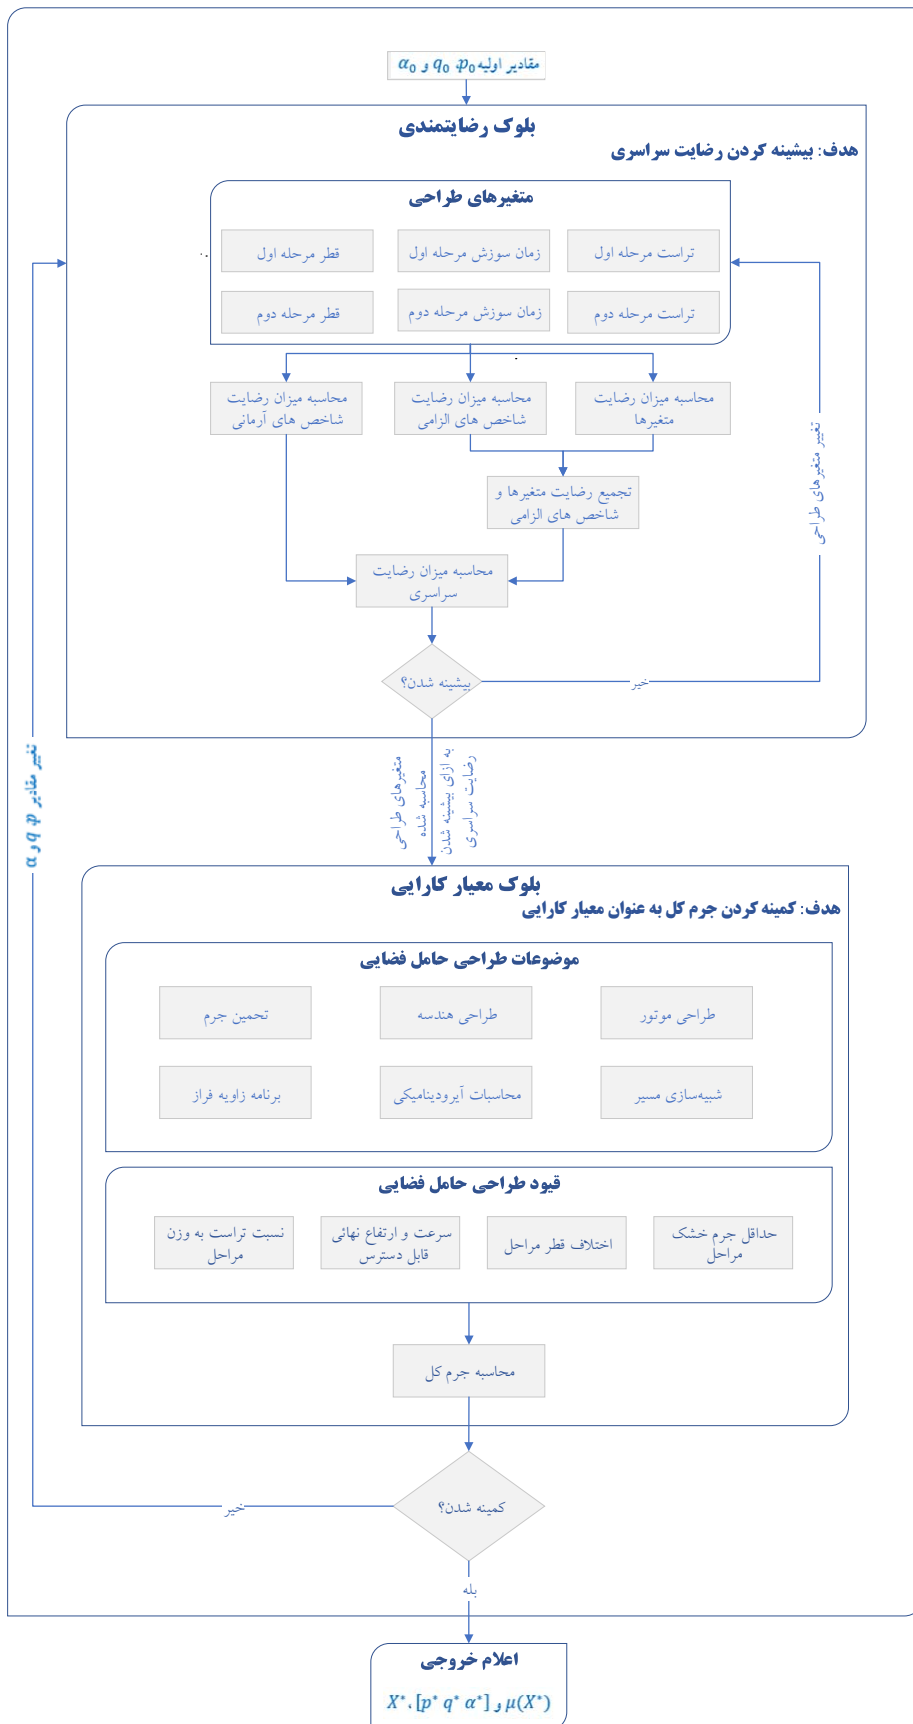 مقادیر اولیه p₀، q₀ و α₀
بلوک رضایتمندی
هدف: بیشینه کردن رضایت سراسری
متغیرهای طراحی
تراست مرحله اول
زمان سوزش مرحله اول
قطر مرحله اول
تراست مرحله دوم
زمان سوزش مرحله دوم
قطر مرحله دوم
محاسبه میزان رضایت
متغیرها
محاسبه میزان رضایت
شاخص های الزامی
محاسبه میزان رضایت
شاخص های آرمانی
تجمیع رضایت متغیرها و
شاخص های الزامی
محاسبه میزان رضایت
سراسری
بیشینه شدن؟
خیر
تغییر متغیرهای طراحی
متغیرهای طراحی
محاسبه شده
به ازای بیشینه شدن
رضایت سراسری
تغییر مقادیر p، q و α
بلوک معیار کارایی
هدف: کمینه کردن جرم کل به عنوان معیار کارایی
موضوعات طراحی حامل فضایی
طراحی موتور
طراحی هندسه
تحمین جرم
شبیه‌سازی مسیر
محاسبات آیرودینامیکی
برنامه زاویه فراز
قیود طراحی حامل فضایی
حداقل جرم خشک
مراحل
اختلاف قطر مراحل
سرعت و ارتفاع نهائی
قابل دسترس
نسبت تراست به وزن
مراحل
محاسبه جرم کل
کمینه شدن؟
خیر
بله
اعلام خروجی
X*، [p* q* α*] و μ(X*)